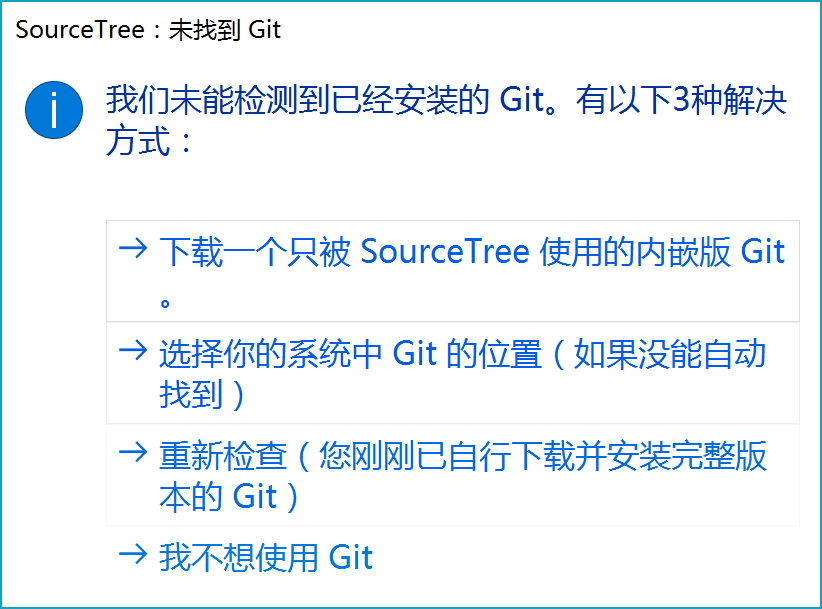 SourceTree：未找到 Git
我们未能检测到已经安装的 Git。有以下3种解决
方式：
→ 下载一个只被 SourceTree 使用的内嵌版 Git
。
→ 选择你的系统中 Git 的位置（如果没能自动
找到）
→ 重新检查（您刚刚已自行下载并安装完整版
本的 Git）
→ 我不想使用 Git